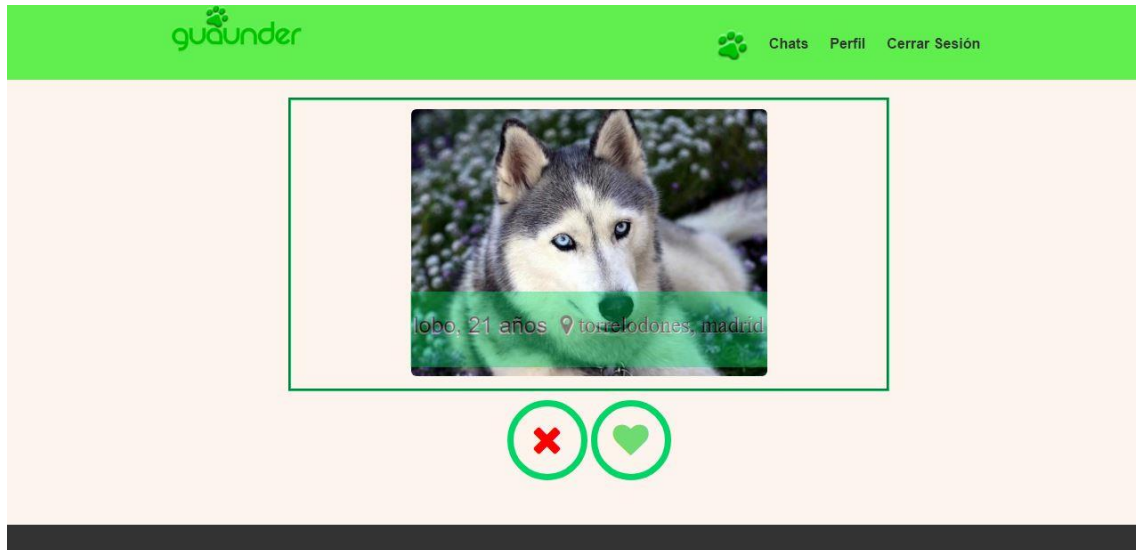 guaunder
Chats Perfil Cerrar Sesión
lobo, 21 años torrelodones, madrid